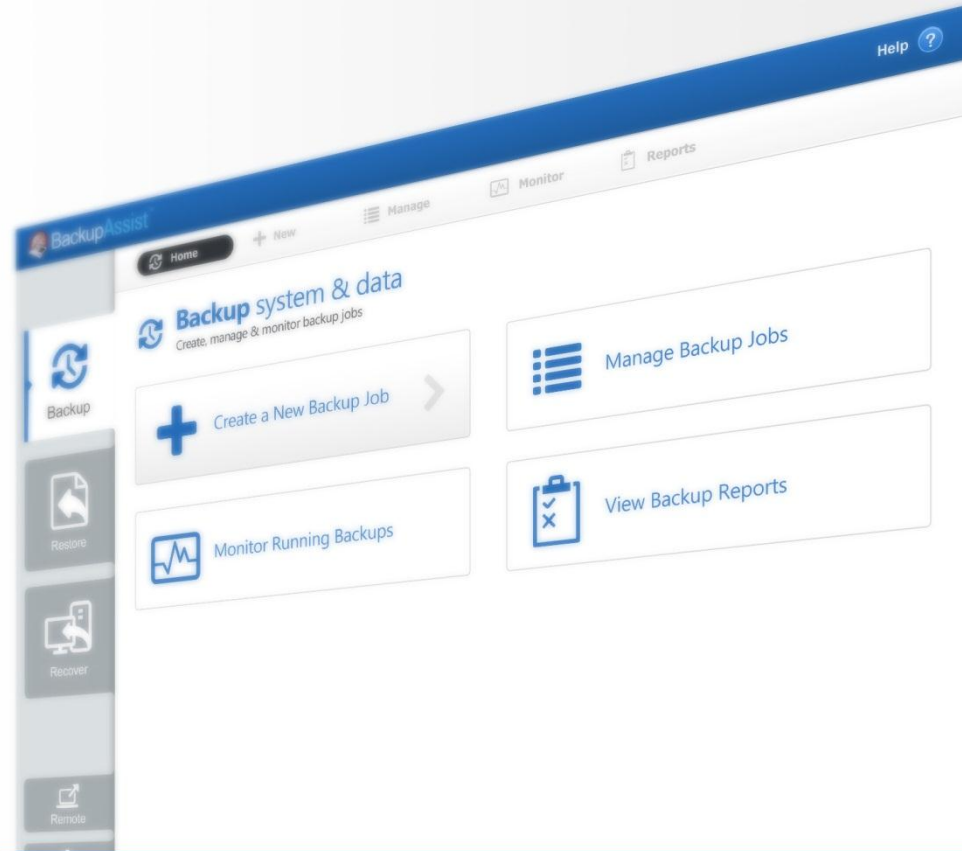 Help ?
BackupAssist
Home
New
Manage
Monitor
Reports
Backup system & data
Create, manage & monitor backup jobs
Backup
Restore
Recover
Remote
Create a New Backup Job
Manage Backup Jobs
Monitor Running Backups
View Backup Reports